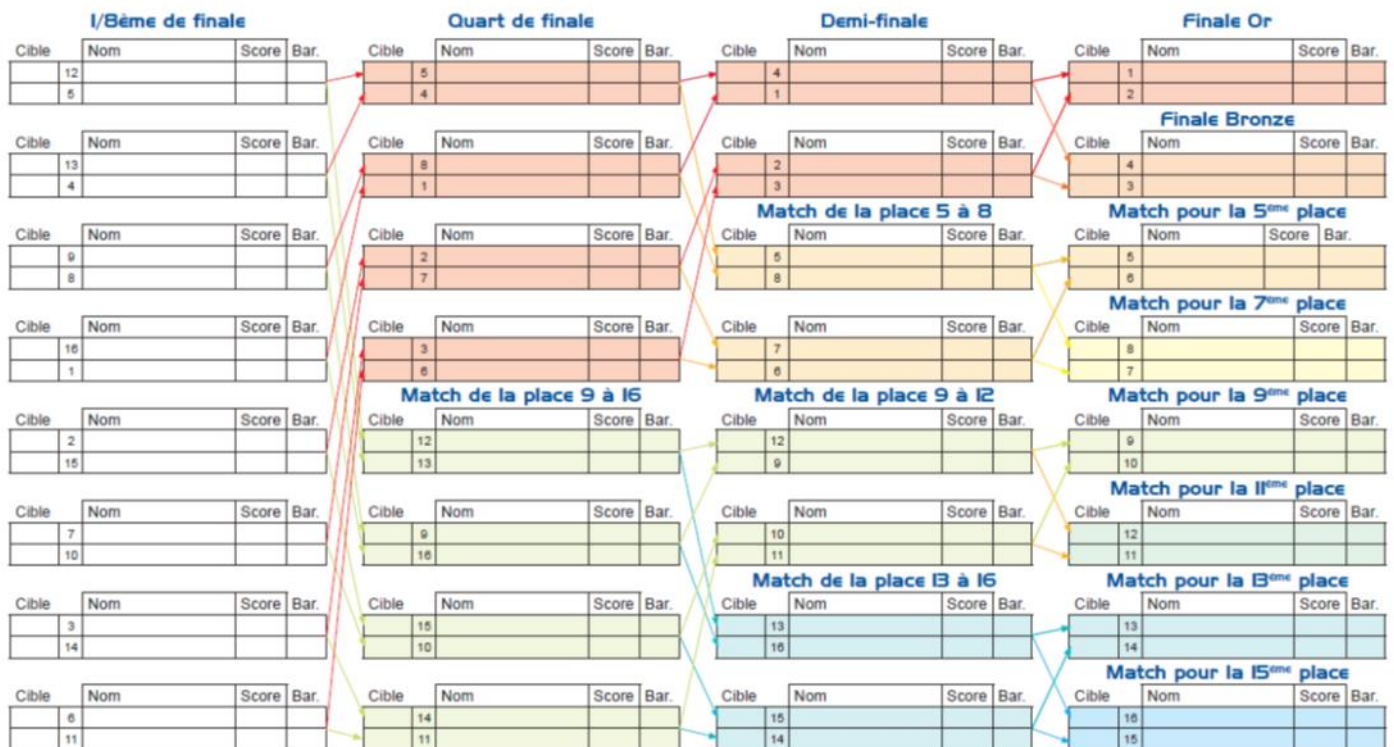 1/8ème de finale Quart de finale Demi-finale Finale Or
Cible Nom Score Bar. Cible Nom Score Bar. Cible Nom Score Bar. Cible Nom Score Bar.
12 5 4 1
5 4 1 2
Finale Bronze
Cible Nom Score Bar. Cible Nom Score Bar. Cible Nom Score Bar. Cible Nom Score Bar.
13 8 2 4
4 1 3 3
Match de la place 5 à 8 Match pour la 5ème place
Cible Nom Score Bar. Cible Nom Score Bar. Cible Nom Score Bar. Cible Nom Score Bar.
9 2 5 5
8 7 8 6
Match pour la 7ème place
Cible Nom Score Bar. Cible Nom Score Bar. Cible Nom Score Bar. Cible Nom Score Bar.
16 3 7 8
1 6 6 7
Match de la place 9 à 16 Match de la place 9 à 12 Match pour la 9ème place
Cible Nom Score Bar. Cible Nom Score Bar. Cible Nom Score Bar. Cible Nom Score Bar.
2 12 12 9
15 13 9 10
Match pour la 11ème place
Cible Nom Score Bar. Cible Nom Score Bar. Cible Nom Score Bar. Cible Nom Score Bar.
7 9 10 12
10 16 11 11
Match de la place 13 à 16 Match pour la 13ème place
Cible Nom Score Bar. Cible Nom Score Bar. Cible Nom Score Bar. Cible Nom Score Bar.
3 15 13 13
14 10 16 14
Match pour la 15ème place
Cible Nom Score Bar. Cible Nom Score Bar. Cible Nom Score Bar. Cible Nom Score Bar.
6 14 15 16
11 11 14 15